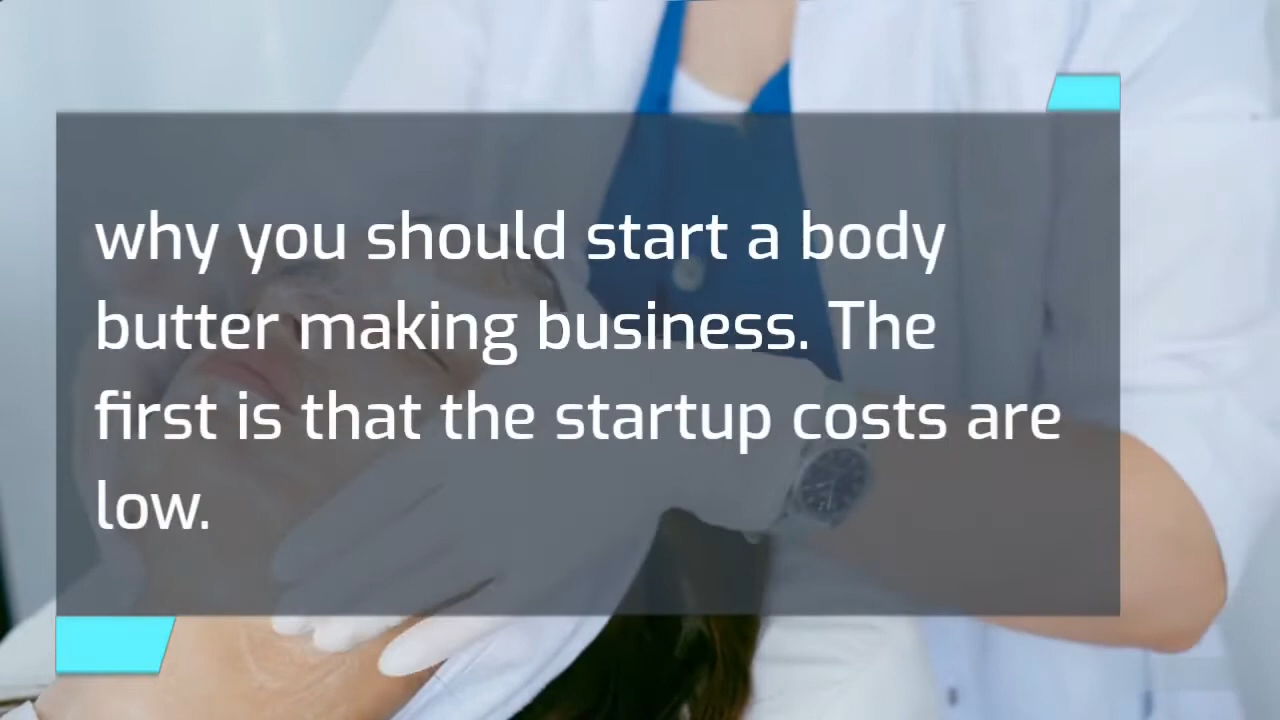 why you should start a body
butter making business. The
first is that the startup costs are
low.